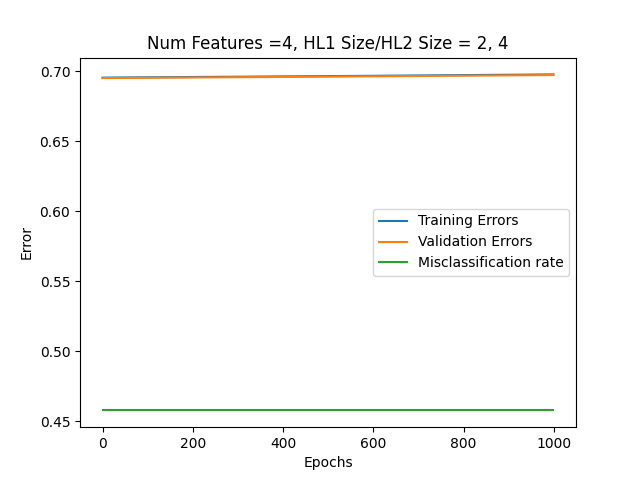 Num Features =4, HL1 Size/HL2 Size = 2, 4
0.70
0.65
0.60
0.55
0.50
0.45
Error
Training Errors
Validation Errors
Misclassification rate
0 200 400 600 800 1000
Epochs